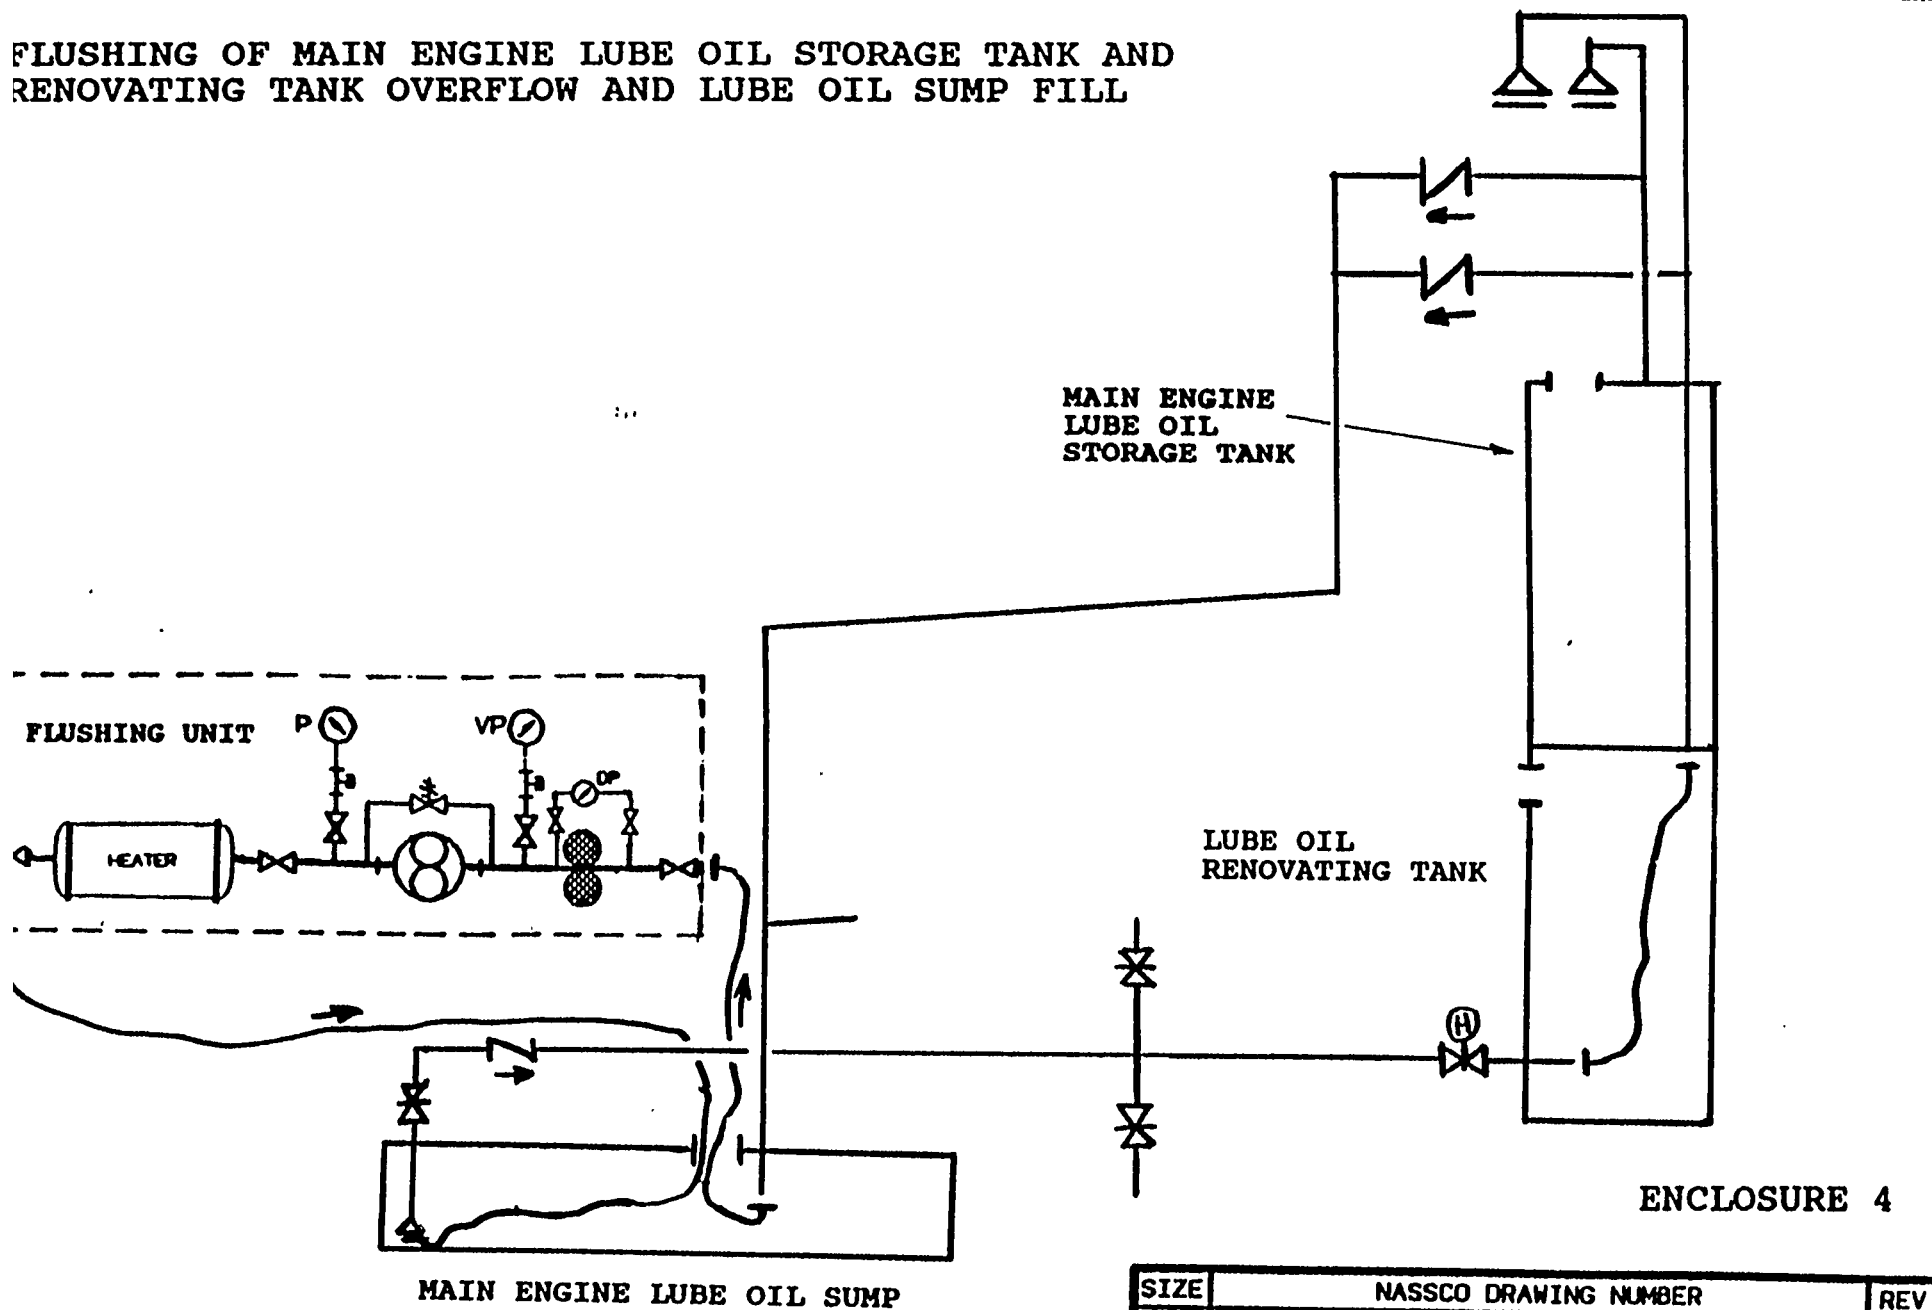 FLUSHING OF MAIN ENGINE LUBE OIL STORAGE TANK AND
RENOVATING TANK OVERFLOW AND LUBE OIL SUMP FILL
MAIN ENGINE
LUBE OIL
STORAGE TANK
FLUSHING UNIT
P
VP
DP
HEATER
LUBE OIL
RENOVATING TANK
H
ENCLOSURE 4
MAIN ENGINE LUBE OIL SUMP
SIZE
NASSCO DRAWING NUMBER
REV